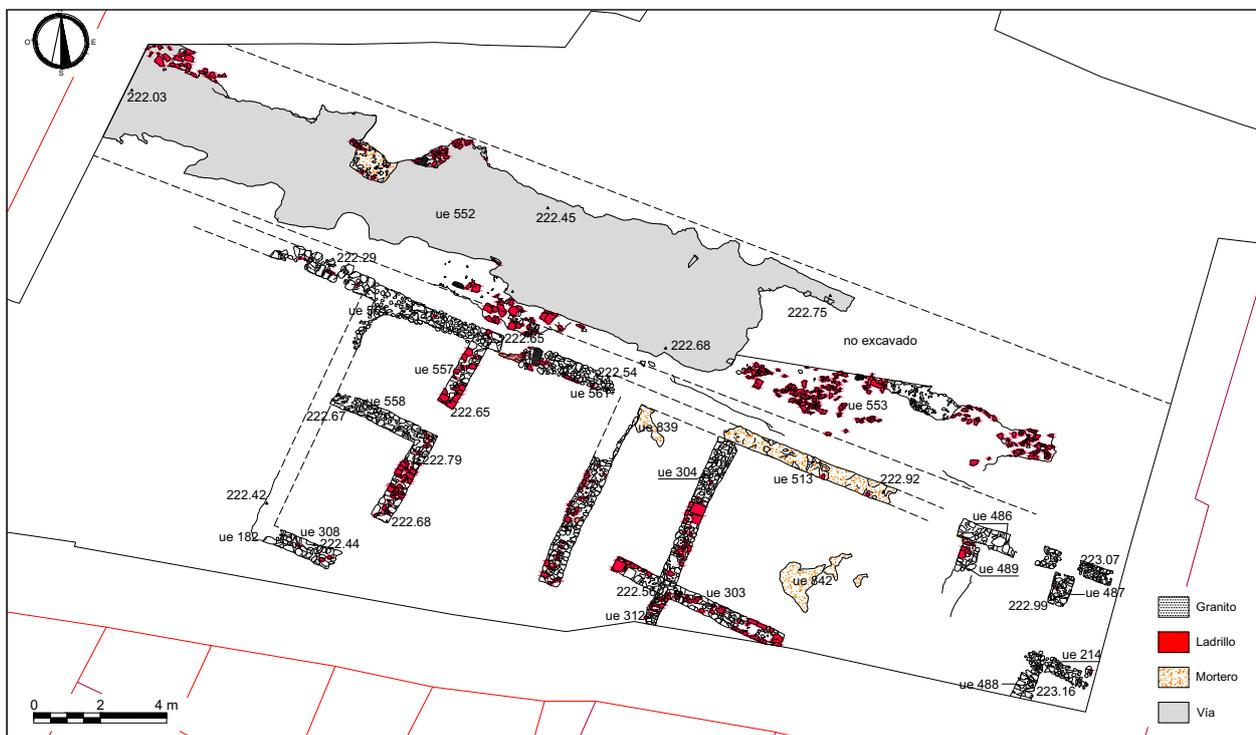 N
O
E
S
222.03
ue 552
222.45
222.29
222.75
222.65
222.68
no excavado
ue 557
222.54
ue 561
ue 558
222.65
ue 553
222.67
ue 839
222.79
ue 304
ue 513
222.92
222.42
222.68
ue 182
ue 308
222.44
ue 486
ue 489
223.07
ue 487
222.99
ue 842
222.56
ue 303
ue 312
ue 214
ue 488
223.16
Granito
Ladrillo
Mortero
Vía
0 2 4 m